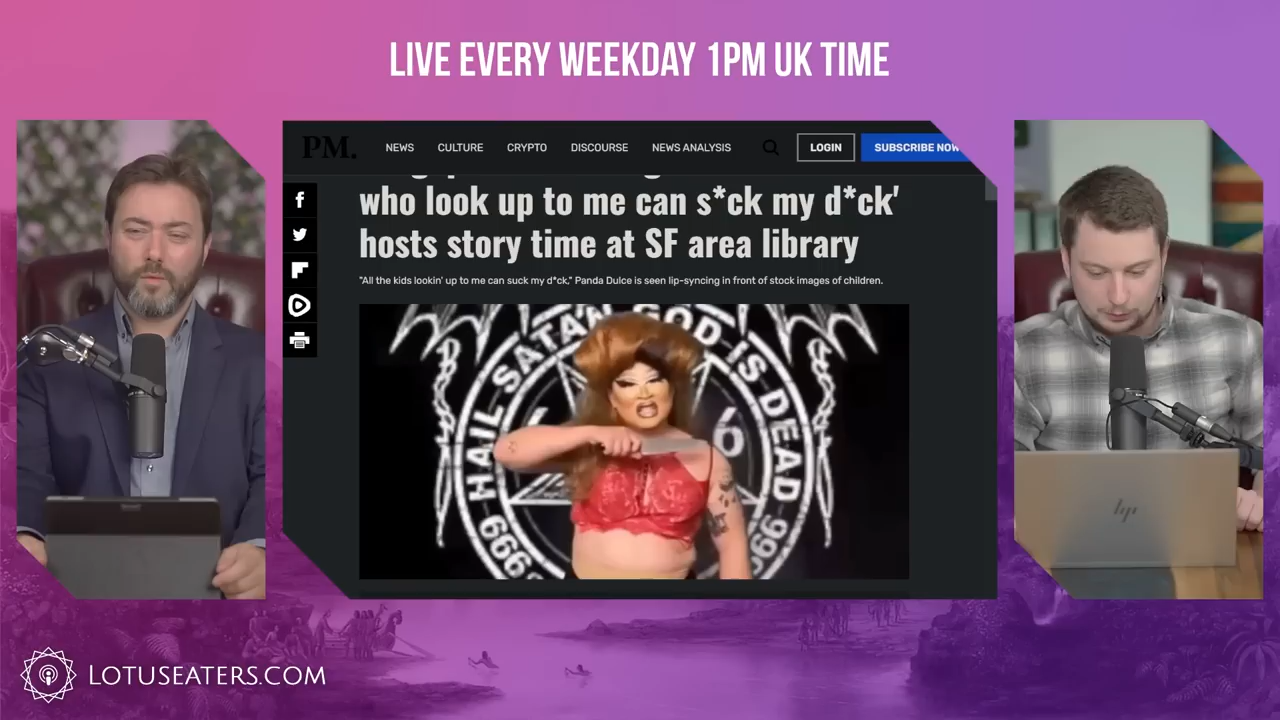 LIVE EVERY WEEKDAY 1PM UK TIME
PM.
NEWS
CULTURE
CRYPTO
DISCOURSE
NEWS ANALYSIS
LOGIN
SUBSCRIBE NOW
who look up to me can s*ck my d*ck'
hosts story time at SF area library
"All the kids lookin' up to me can suck my d*ck," Panda Dulce is seen lip-syncing in front of stock images of children.
HAIL SATAN GOD IS DEAD
6
666
hp
LOTUSEATERS.COM